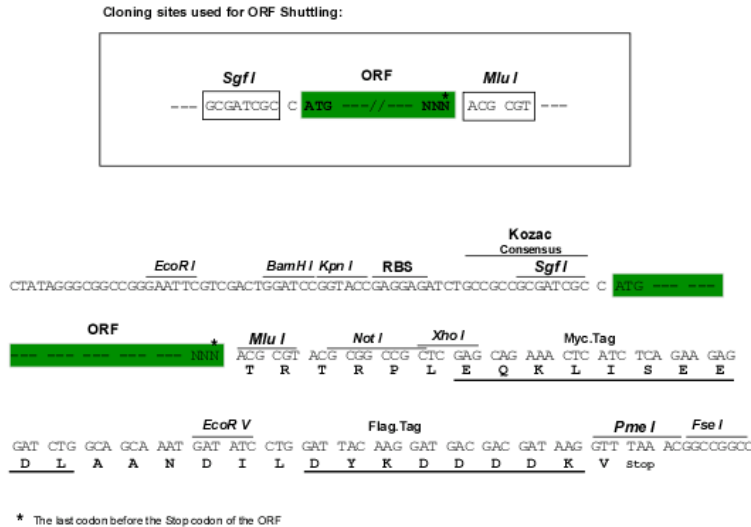 Cloning sites used for ORF Shuttling:
Sgf I ORF Mlu I
--- GCGATCGC C ATG ---//--- NNN* ACG CGT ---
Kozac
Consensus
EcoR I BamH I Kpn I RBS Sgf I
CTATAGGGCGGCCGGGAATTCGTCGACTGGATCCGGTACCGAGGAGATCTGCCGCCGCGATCGC C ATG --- ---
ORF Mlu I Not I Xho I Myc.Tag
--- --- --- --- --- NNN* ACG CGT ACG CGG CCG CTC GAG CAG AAA CTC ATC TCA GAA GAG
T R T R P L E Q K L I S E E
EcoR V Flag.Tag Pme I Fse I
GAT CTG GCA GCA AAT GAT ATC CTG GAT TAC AAG GAT GAC GAC GAT AAG GTT TAA ACGGCCGGCC
D L A A N D I L D Y K D D D D K V Stop
* The last codon before the Stop codon of the ORF